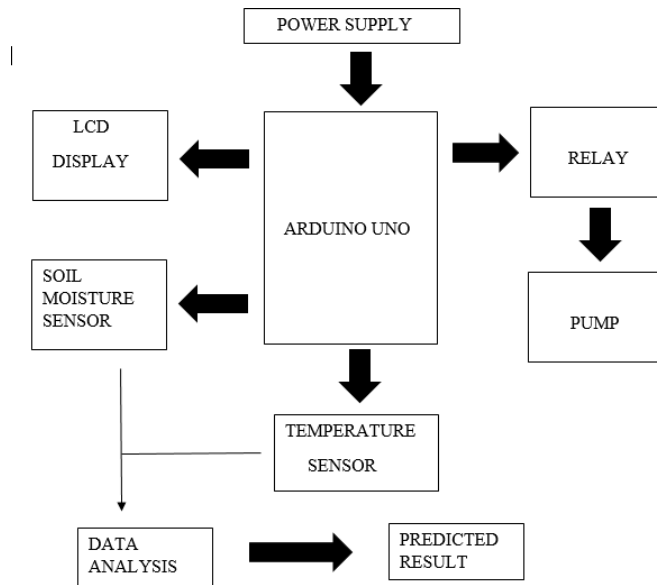 POWER SUPPLY
LCD
DISPLAY
ARDUINO UNO
RELAY
SOIL
MOISTURE
SENSOR
PUMP
TEMPERATURE
SENSOR
DATA
ANALYSIS
PREDICTED
RESULT